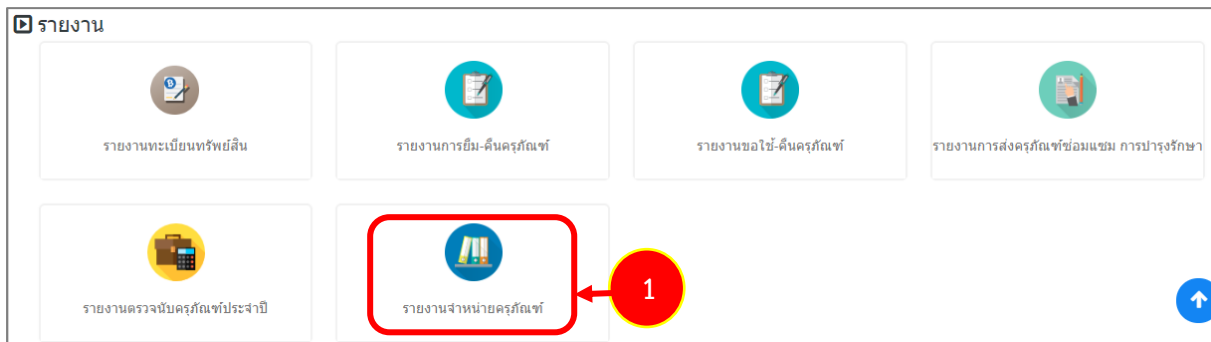 รายงาน
รายงานทะเบียนทรัพย์สิน
รายงานการยืม-คืนครุภัณฑ์
รายงานขอใช้-คืนครุภัณฑ์
รายงานการส่งครุภัณฑ์ซ่อมแซม การบำรุงรักษา
รายงานตรวจนับครุภัณฑ์ประจำปี
รายงานจำหน่ายครุภัณฑ์
1